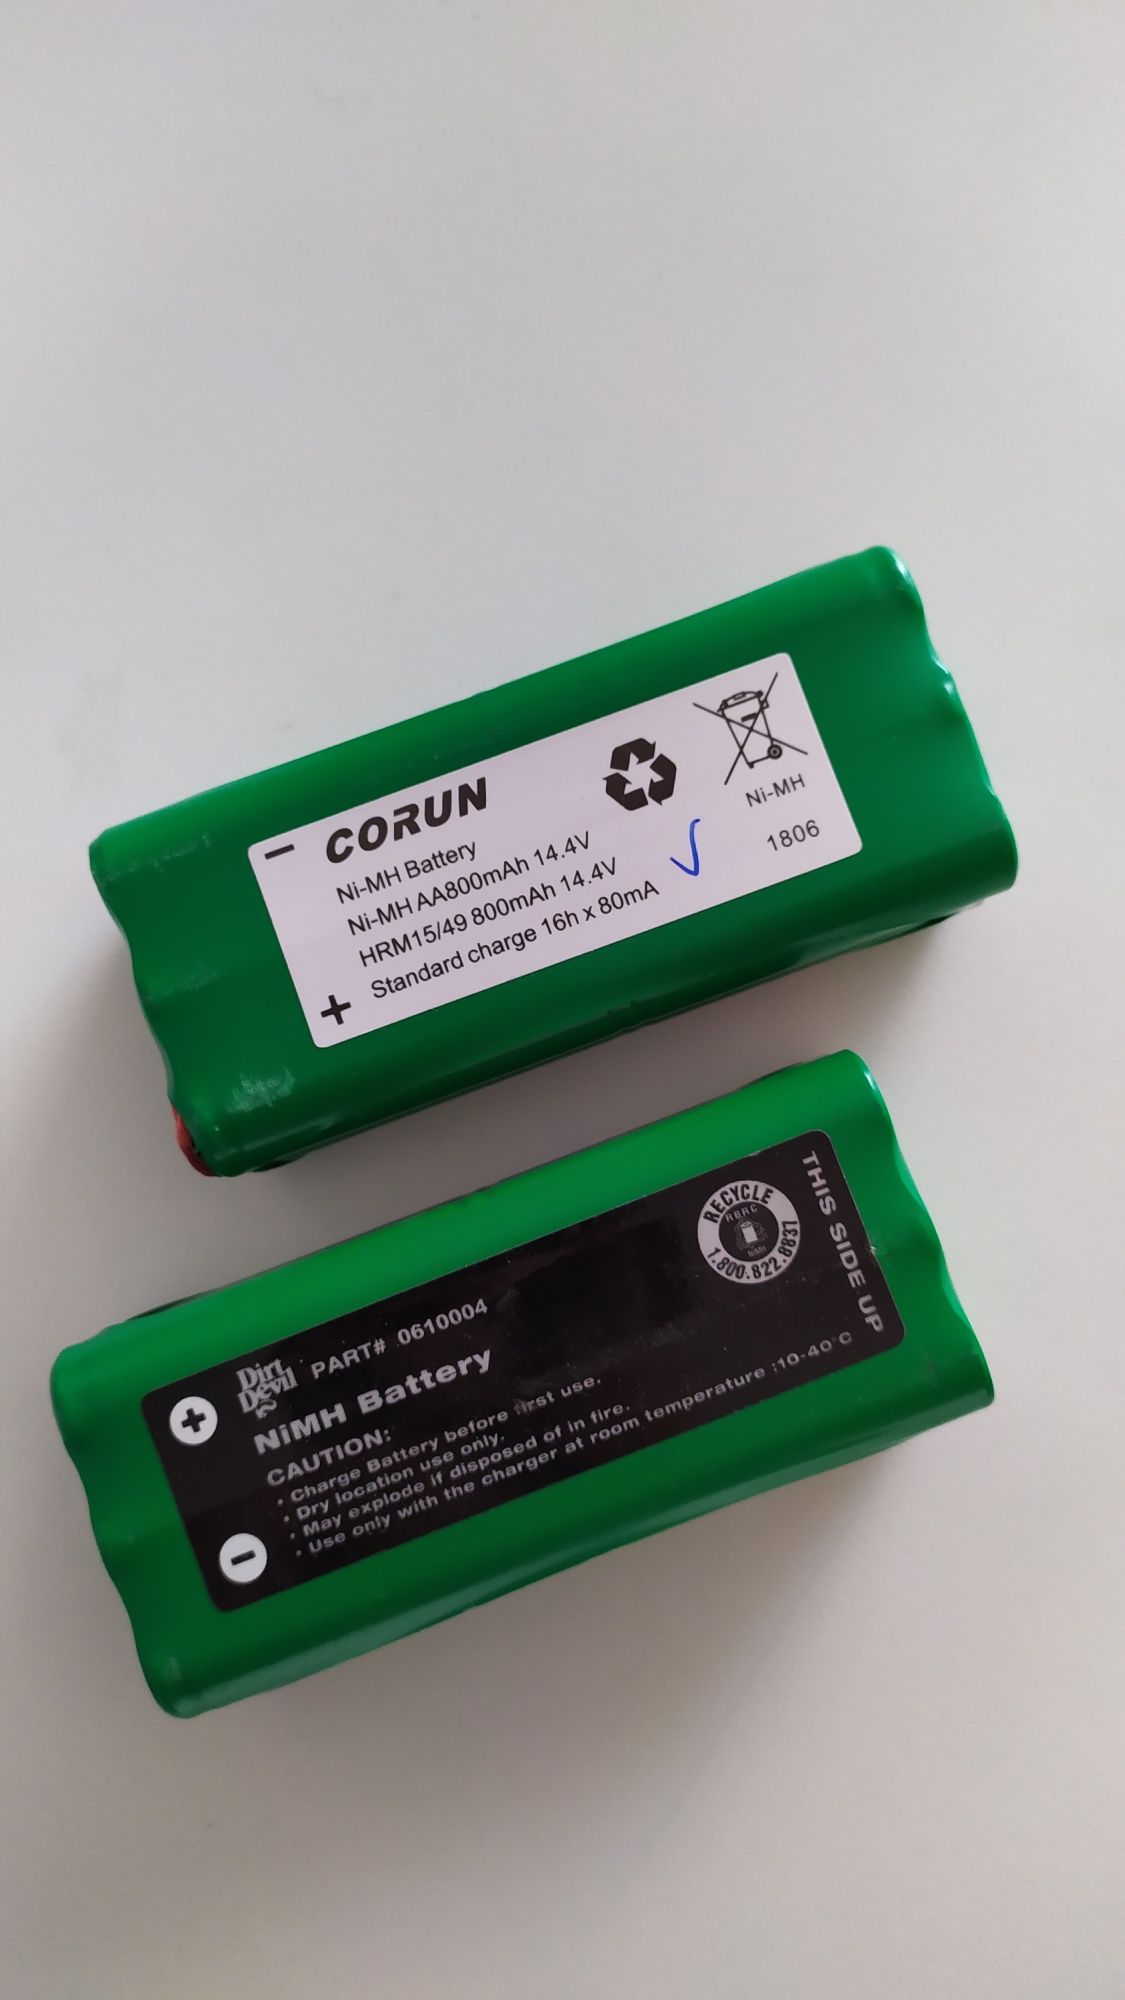 − CORUN
Ni-MH Battery
Ni-MH AA800mAh 14.4V
HRM15/49 800mAh 14.4V
Standard charge 16h x 80mA
+
Ni-MH
1806
RECYCLE
RBRC
NiMH
1.800.822.8837
THIS SIDE UP
+
Dirt
Devil
PART# 0610004
NiMH Battery
CAUTION:
• Charge Battery before first use.
• Dry location use only.
• May explode if disposed of in fire.
• Use only with the charger at room temperature :10-40°C
−